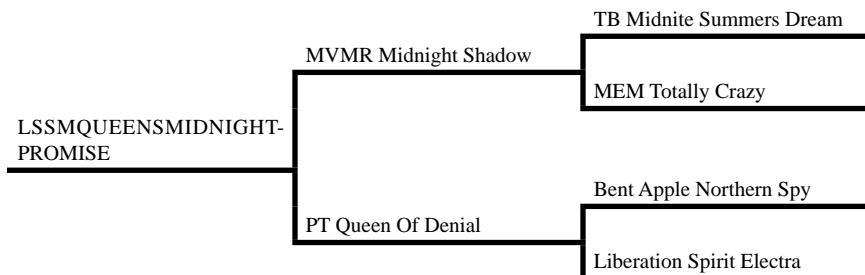 TB Midnite Summers Dream
MVMR Midnight Shadow
MEM Totally Crazy
LSSMQUEENSMIDNIGHT-
PROMISE
Bent Apple Northern Spy
PT Queen Of Denial
Liberation Spirit Electra